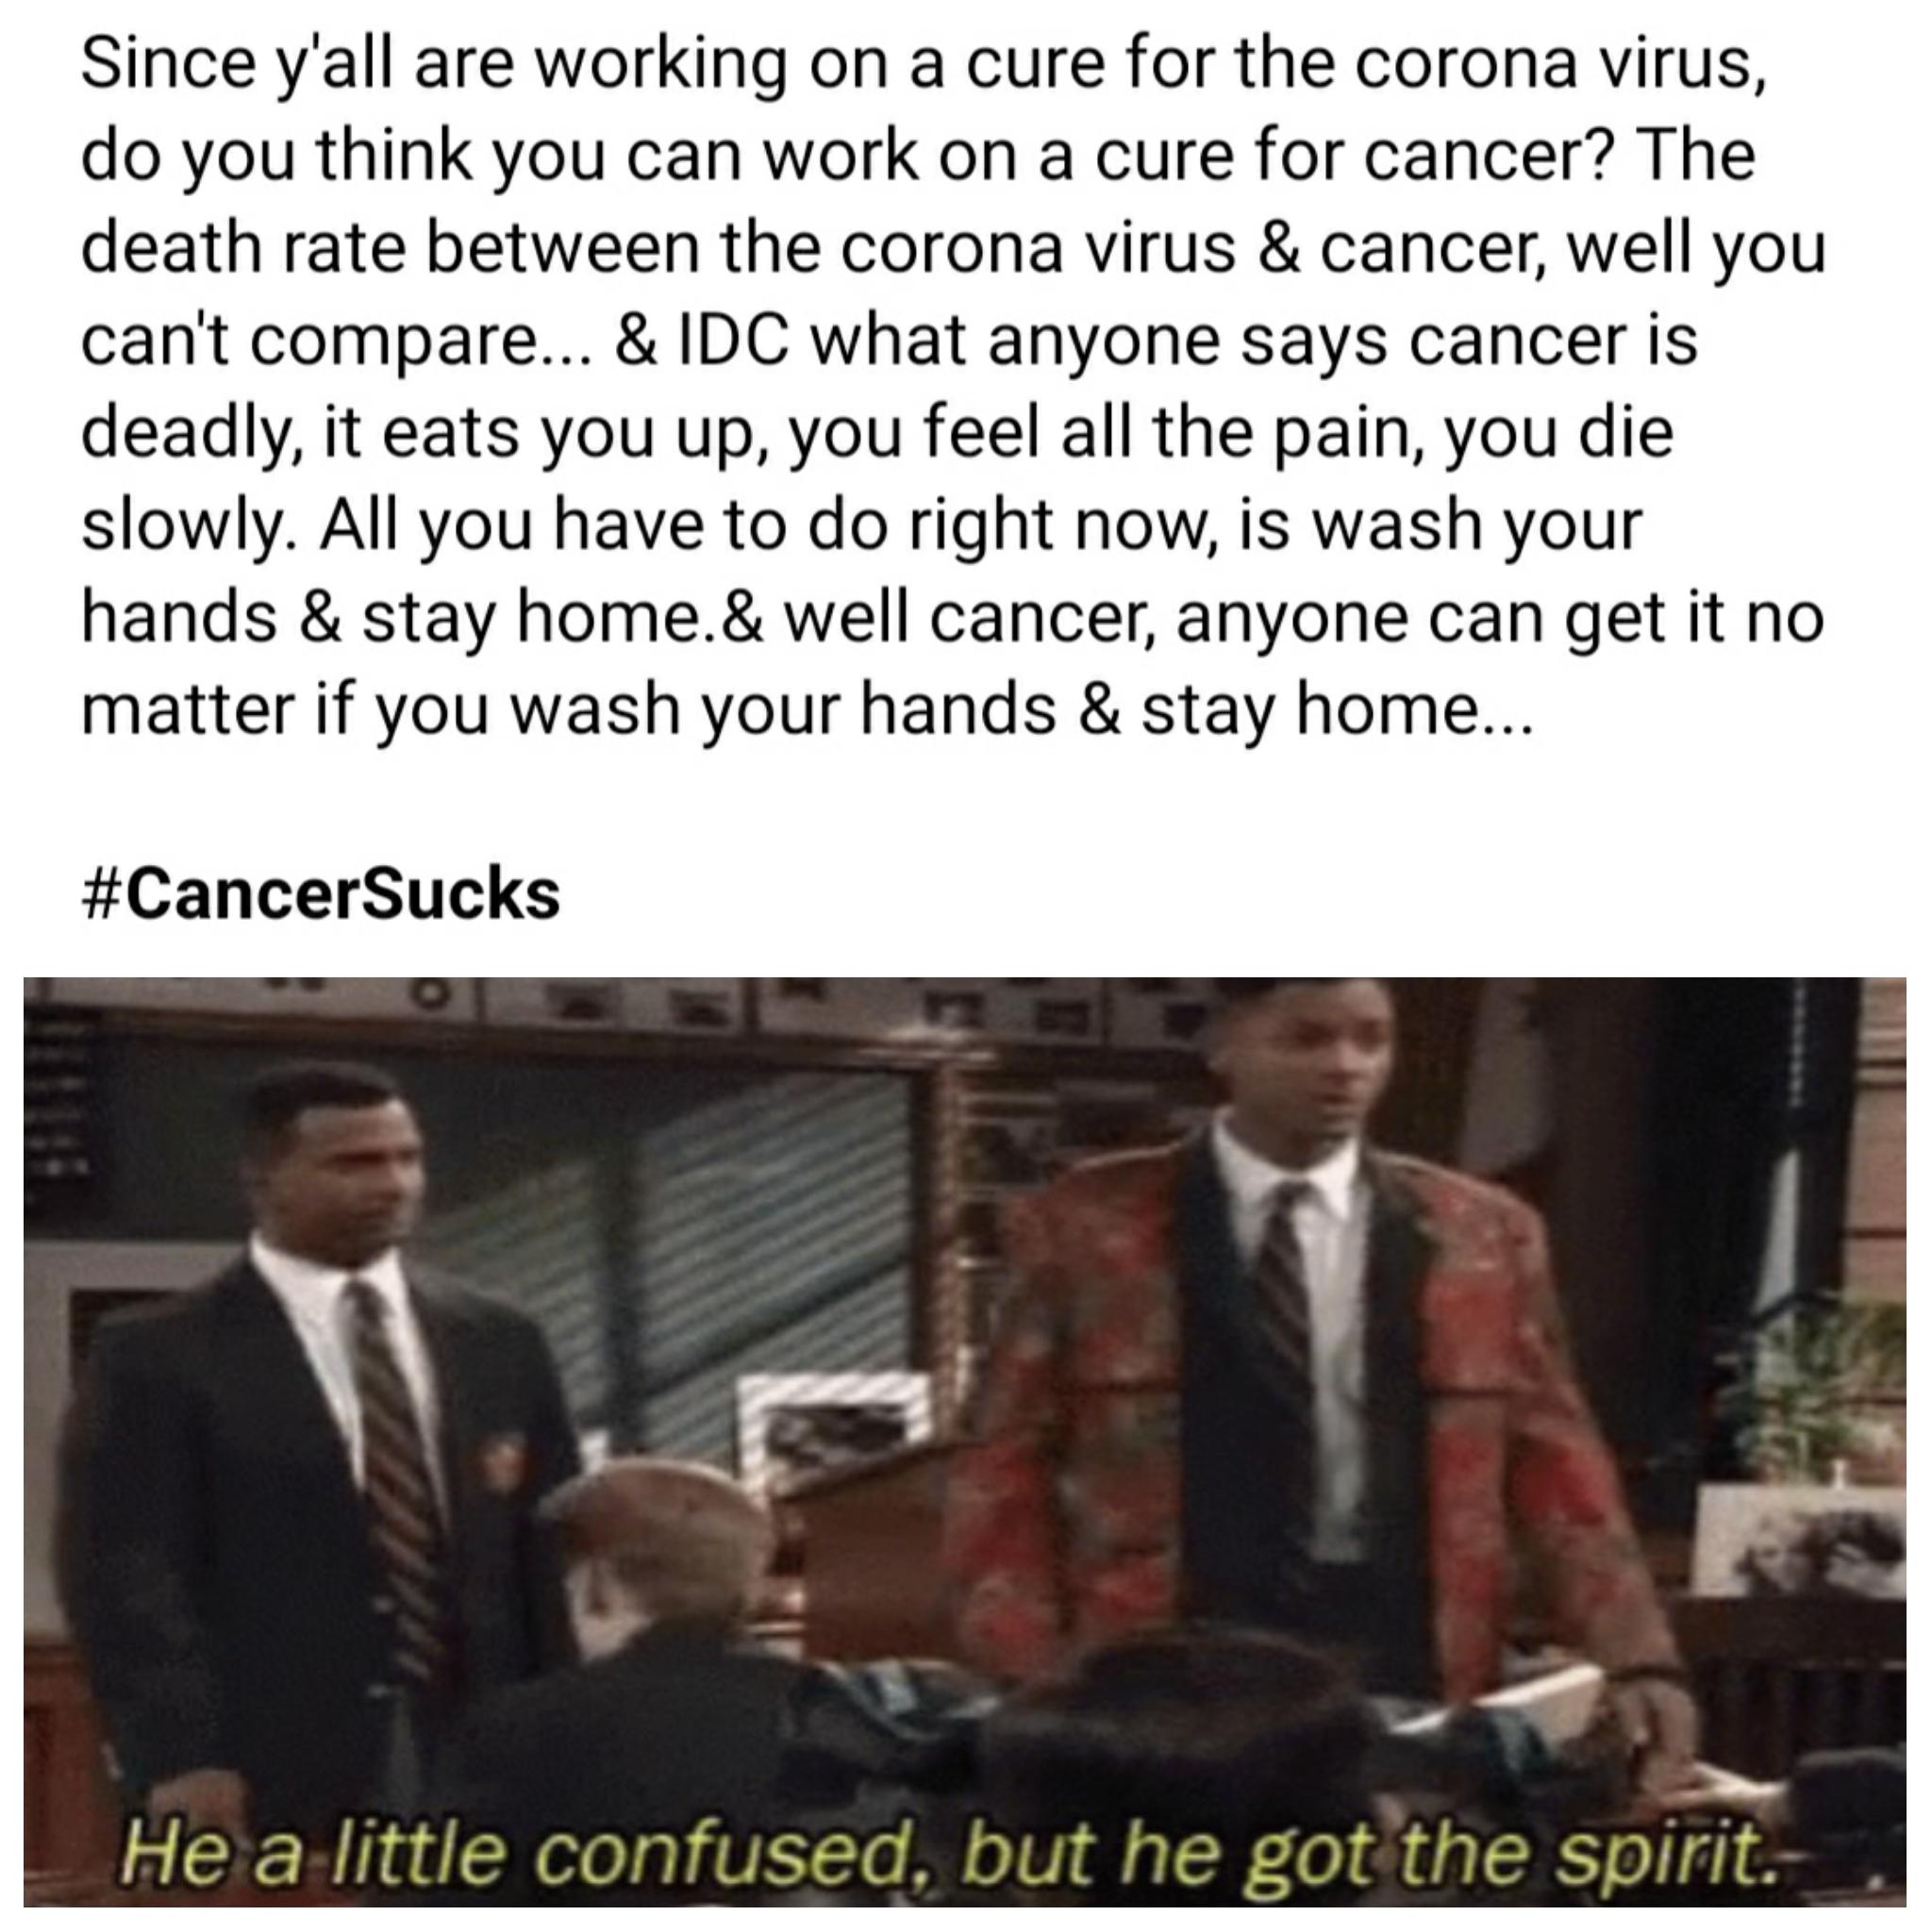 Since y'all are working on a cure for the corona virus,
do you think you can work on a cure for cancer? The
death rate between the corona virus & cancer, well you
can't compare... & IDC what anyone says cancer is
deadly, it eats you up, you feel all the pain, you die
slowly. All you have to do right now, is wash your
hands & stay home.& well cancer, anyone can get it no
matter if you wash your hands & stay home...
#CancerSucks
He a little confused, but he got the spirit.